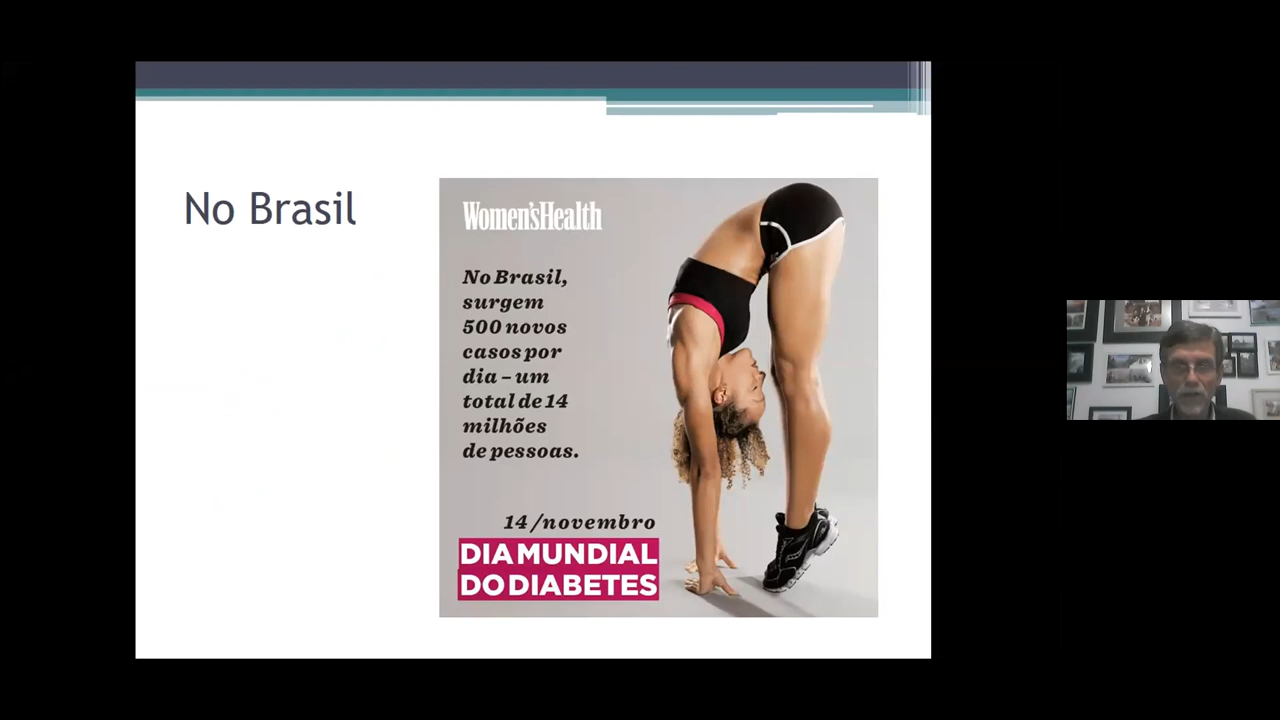 No Brasil
Women'sHealth
No Brasil,
surgem
500 novos
casos por
dia – um
total de 14
milhões
de pessoas.
14/novembro
DIA MUNDIAL
DO DIABETES